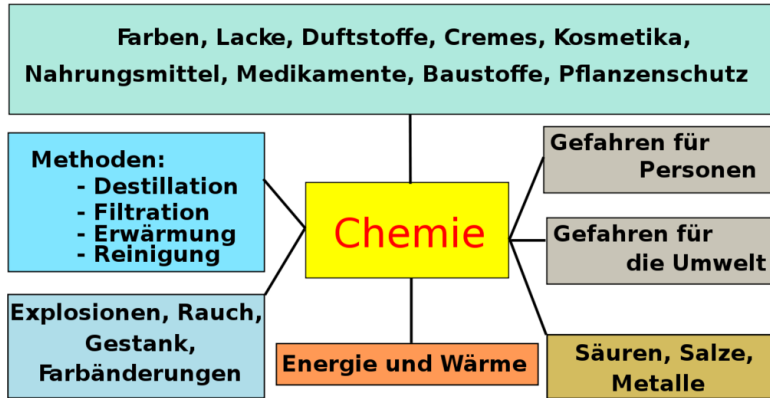 Farben, Lacke, Duftstoffe, Cremes, Kosmetika,
Nahrungsmittel, Medikamente, Baustoffe, Pflanzenschutz
Methoden:
- Destillation
- Filtration
- Erwärmung
- Reinigung
Chemie
Gefahren für
Personen
Gefahren für
die Umwelt
Explosionen, Rauch,
Gestank,
Farbänderungen
Energie und Wärme
Säuren, Salze,
Metalle